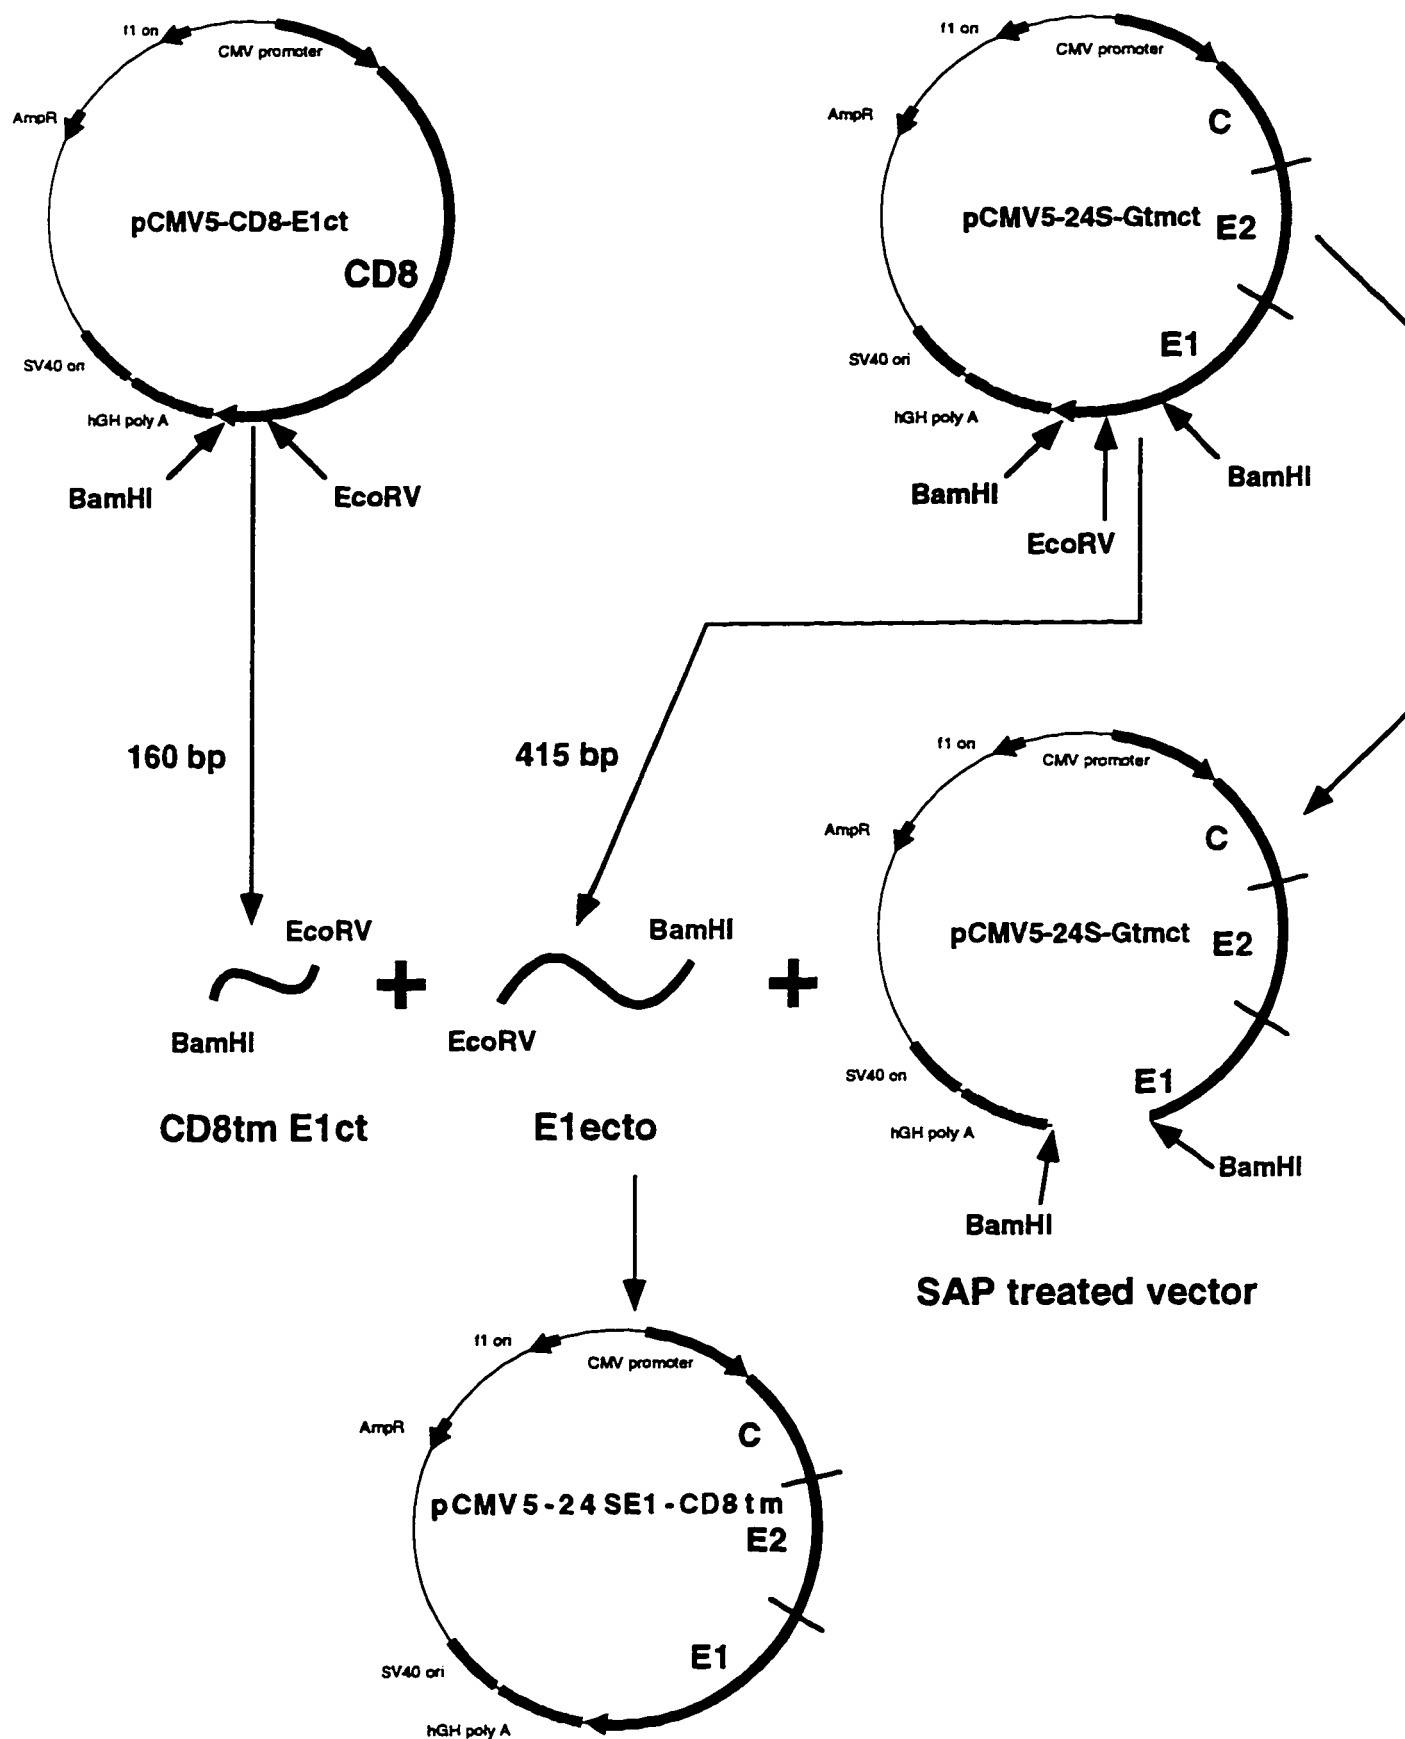 f1 ori
CMV promoter
AmpR
pCMV5-CD8-E1ct
CD8
SV40 ori
hGH poly A
BamHI
EcoRV
f1 ori
CMV promoter
AmpR
C
pCMV5-24S-Gtmct
E2
E1
SV40 ori
hGH poly A
BamHI
EcoRV
BamHI
160 bp
415 bp
EcoRV
BamHI
CD8tm E1ct
BamHI
EcoRV
E1ecto
f1 ori
CMV promoter
AmpR
C
pCMV5-24S-Gtmct
E2
E1
SV40 ori
hGH poly A
BamHI
BamHI
SAP treated vector
f1 ori
CMV promoter
AmpR
C
pCMV5-24SE1-CD8tm
E2
E1
SV40 ori
hGH poly A